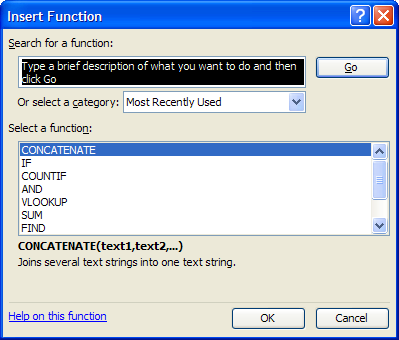 Insert Function
Search for a function:
Type a brief description of what you want to do and then
click Go
Go
Or select a category: Most Recently Used
Select a function:
CONCATENATE
IF
COUNTIF
AND
VLOOKUP
SUM
FIND
CONCATENATE(text1,text2,...)
Joins several text strings into one text string.
Help on this function
OK
Cancel